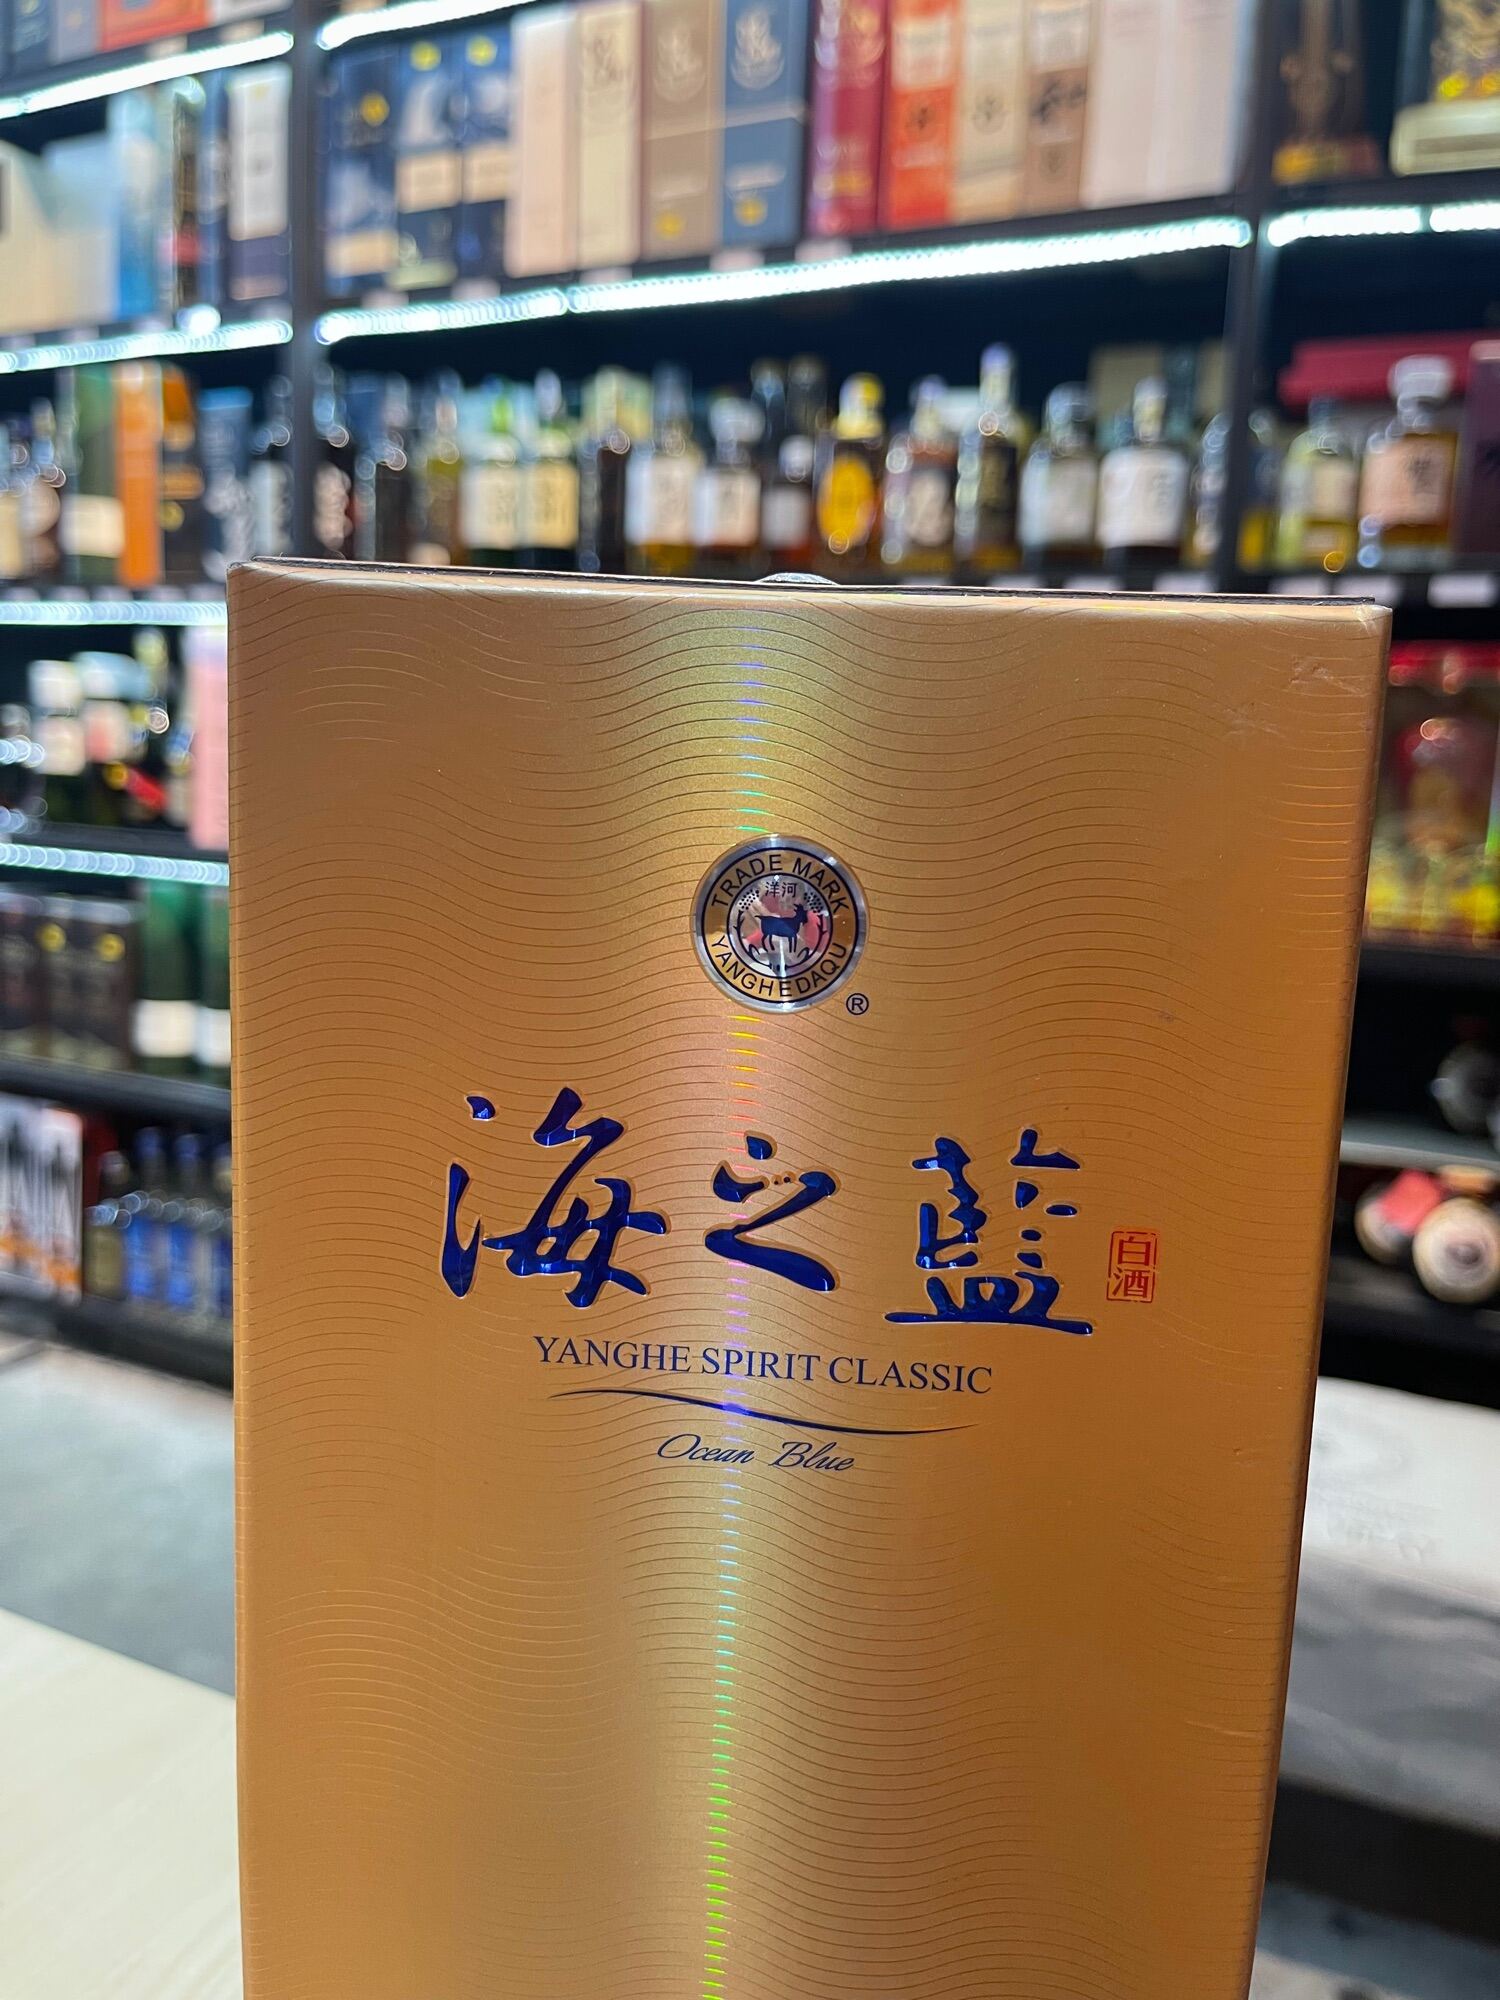 TRADE MARK
洋河
YANGHEDAQU
®
海之藍
白酒
YANGHE SPIRIT CLASSIC
Ocean Blue